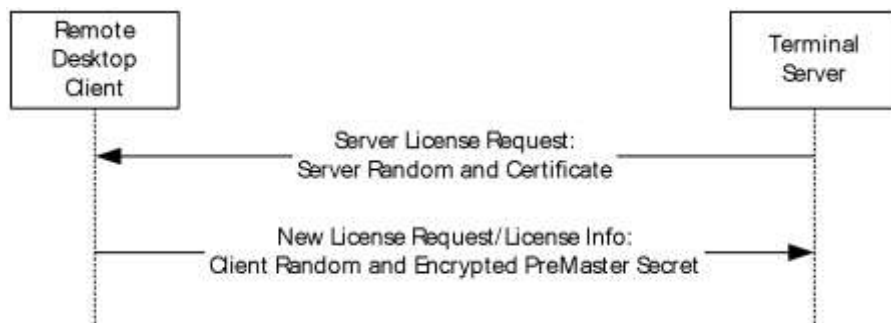 Remote
Desktop
Client
Terminal
Server
Server License Request:
Server Random and Certificate
New License Request/License Info:
Client Random and Encrypted PreMaster Secret